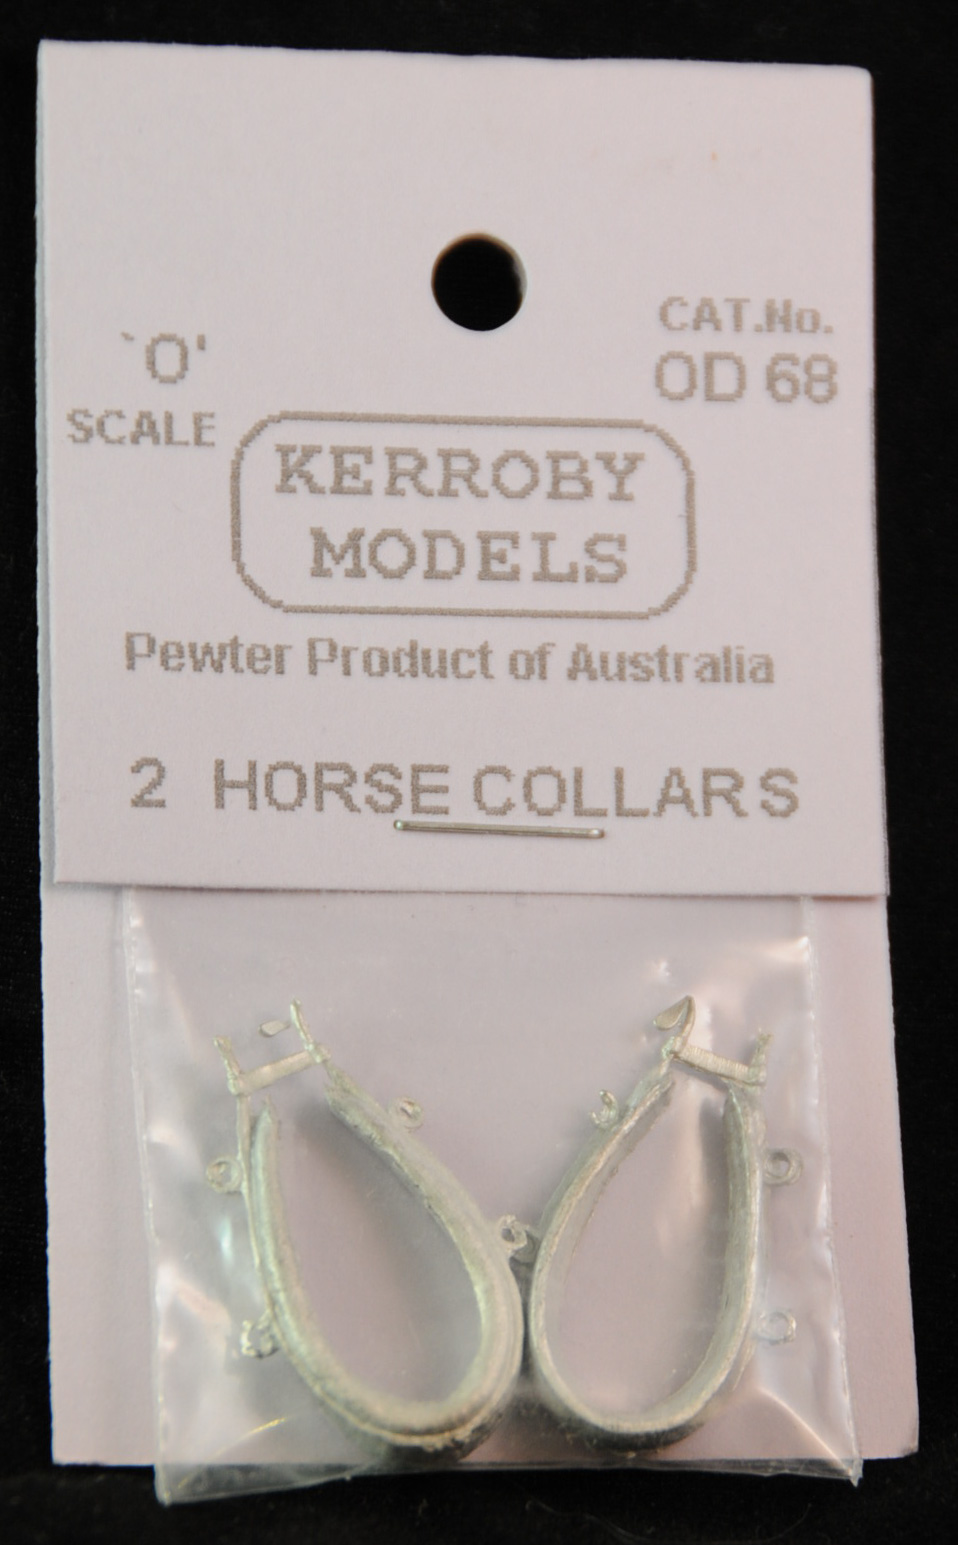 `O'
SCALE
CAT.No.
OD 68
KERROBY
MODELS
Pewter Product of Australia
2 HORSE COLLARS